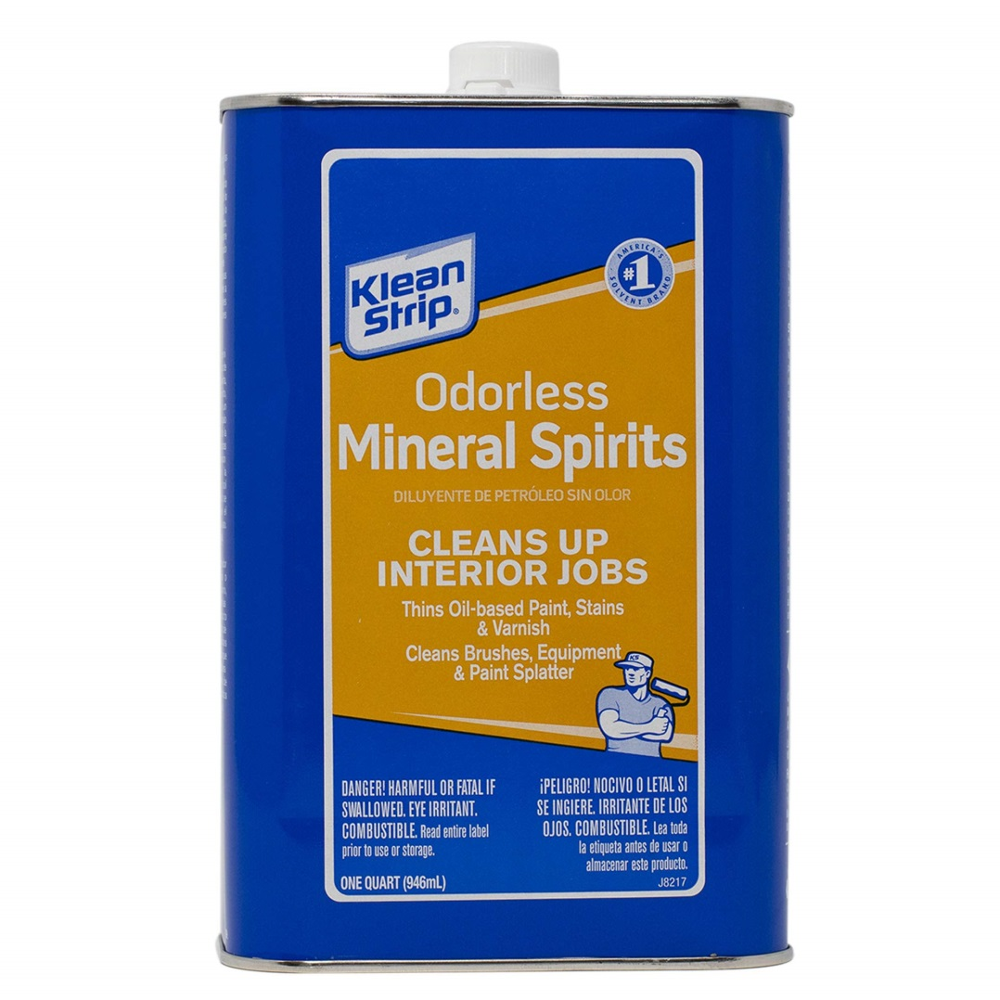 Klean
Strip®
AMERICA'S
#1
SOLVENT BRAND
Odorless
Mineral Spirits
DILUYENTE DE PETRÓLEO SIN OLOR
CLEANS UP
INTERIOR JOBS
Thins Oil-based Paint, Stains
& Varnish
Cleans Brushes, Equipment
& Paint Splatter
KS
DANGER! HARMFUL OR FATAL IF
SWALLOWED. EYE IRRITANT.
COMBUSTIBLE. Read entire label
prior to use or storage.
ONE QUART (946mL)
¡PELIGRO! NOCIVO O LETAL SI
SE INGIERE. IRRITANTE DE LOS
OJOS. COMBUSTIBLE. Lea toda
la etiqueta antes de usar o
almacenar este producto.
J8217